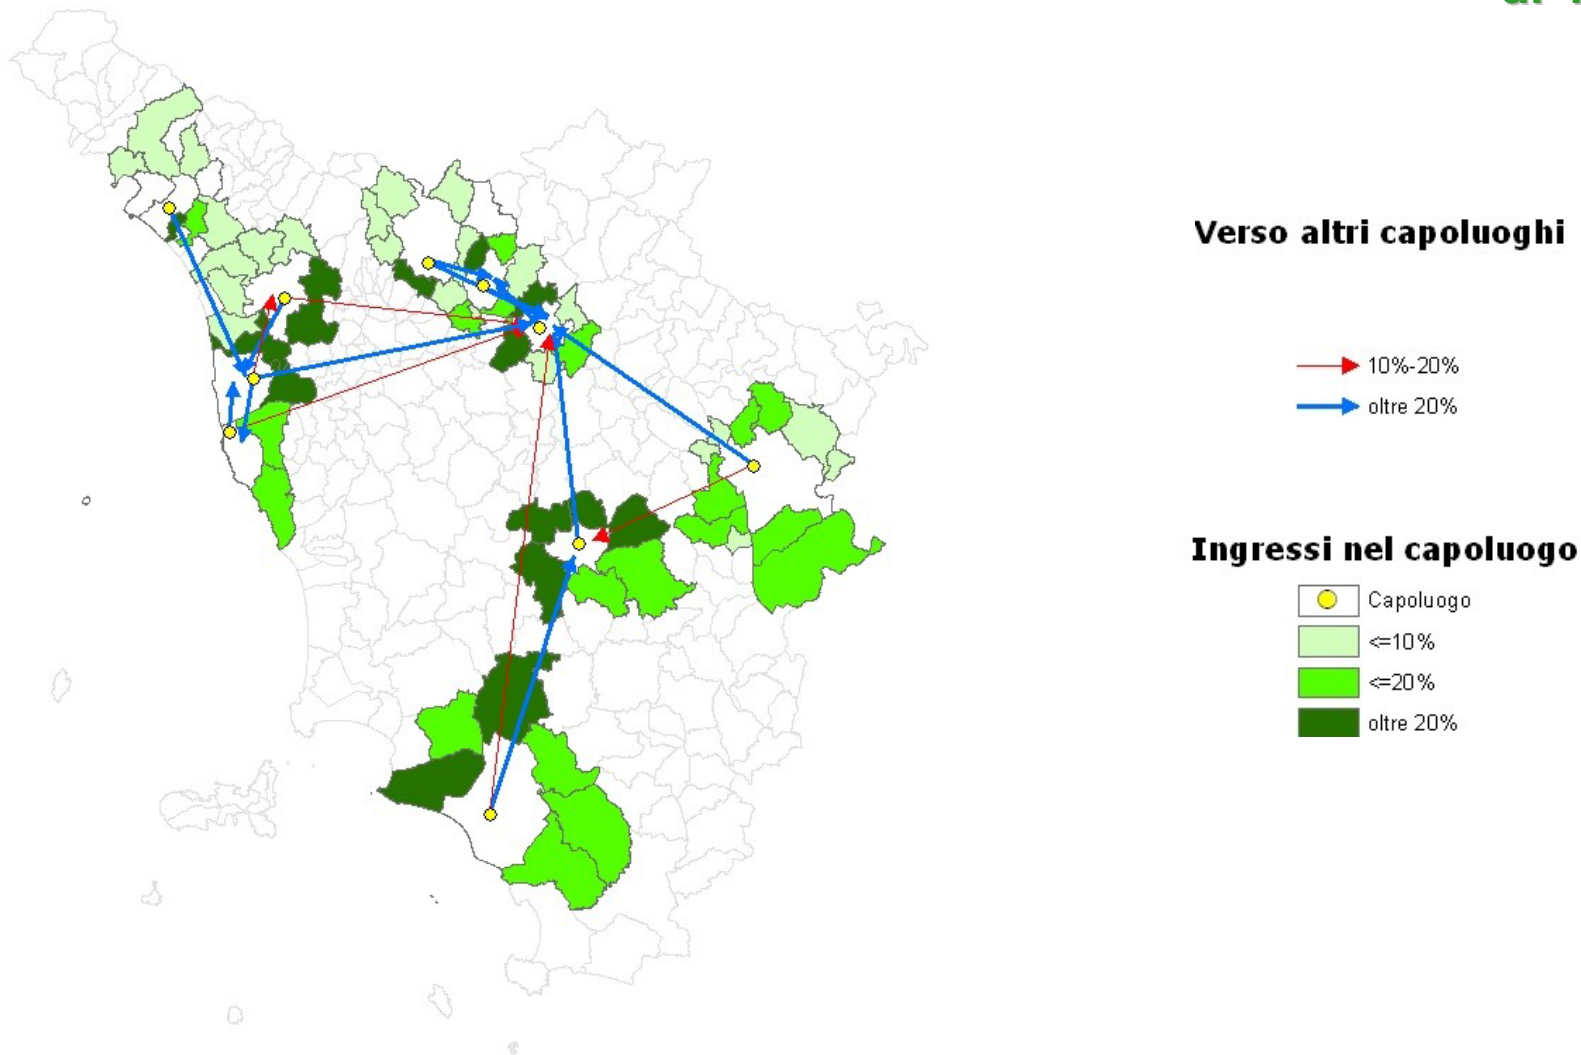 Verso altri capoluoghi
10%-20%
oltre 20%
Ingressi nel capoluogo
Capoluogo
<=10%
<=20%
oltre 20%